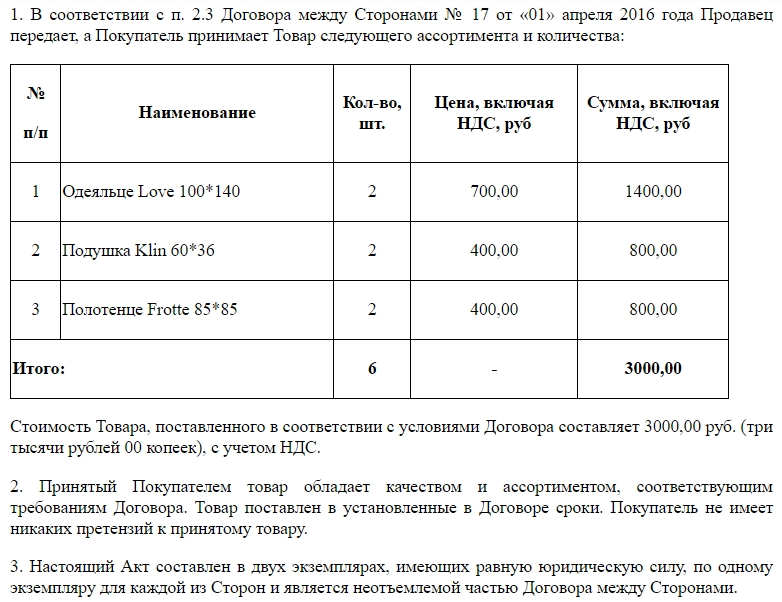 1. В соответствии с п. 2.3 Договора между Сторонами № 17 от «01» апреля 2016 года Продавец
передает, а Покупатель принимает Товар следующего ассортимента и количества:
№
п/п
Наименование
Кол-во,
шт.
Цена, включая
НДС, руб
Сумма, включая
НДС, руб
1 Одеяльце Love 100*140 2 700,00 1400,00
2 Подушка Klin 60*36 2 400,00 800,00
3 Полотенце Frotte 85*85 2 400,00 800,00
Итого: 6 - 3000,00
Стоимость Товара, поставленного в соответствии с условиями Договора составляет 3000,00 руб. (три
тысячи рублей 00 копеек), с учетом НДС.
2. Принятый Покупателем товар обладает качеством и ассортиментом, соответствующим
требованиям Договора. Товар поставлен в установленные в Договоре сроки. Покупатель не имеет
никаких претензий к принятому товару.
3. Настоящий Акт составлен в двух экземплярах, имеющих равную юридическую силу, по одному
экземпляру для каждой из Сторон и является неотъемлемой частью Договора между Сторонами.